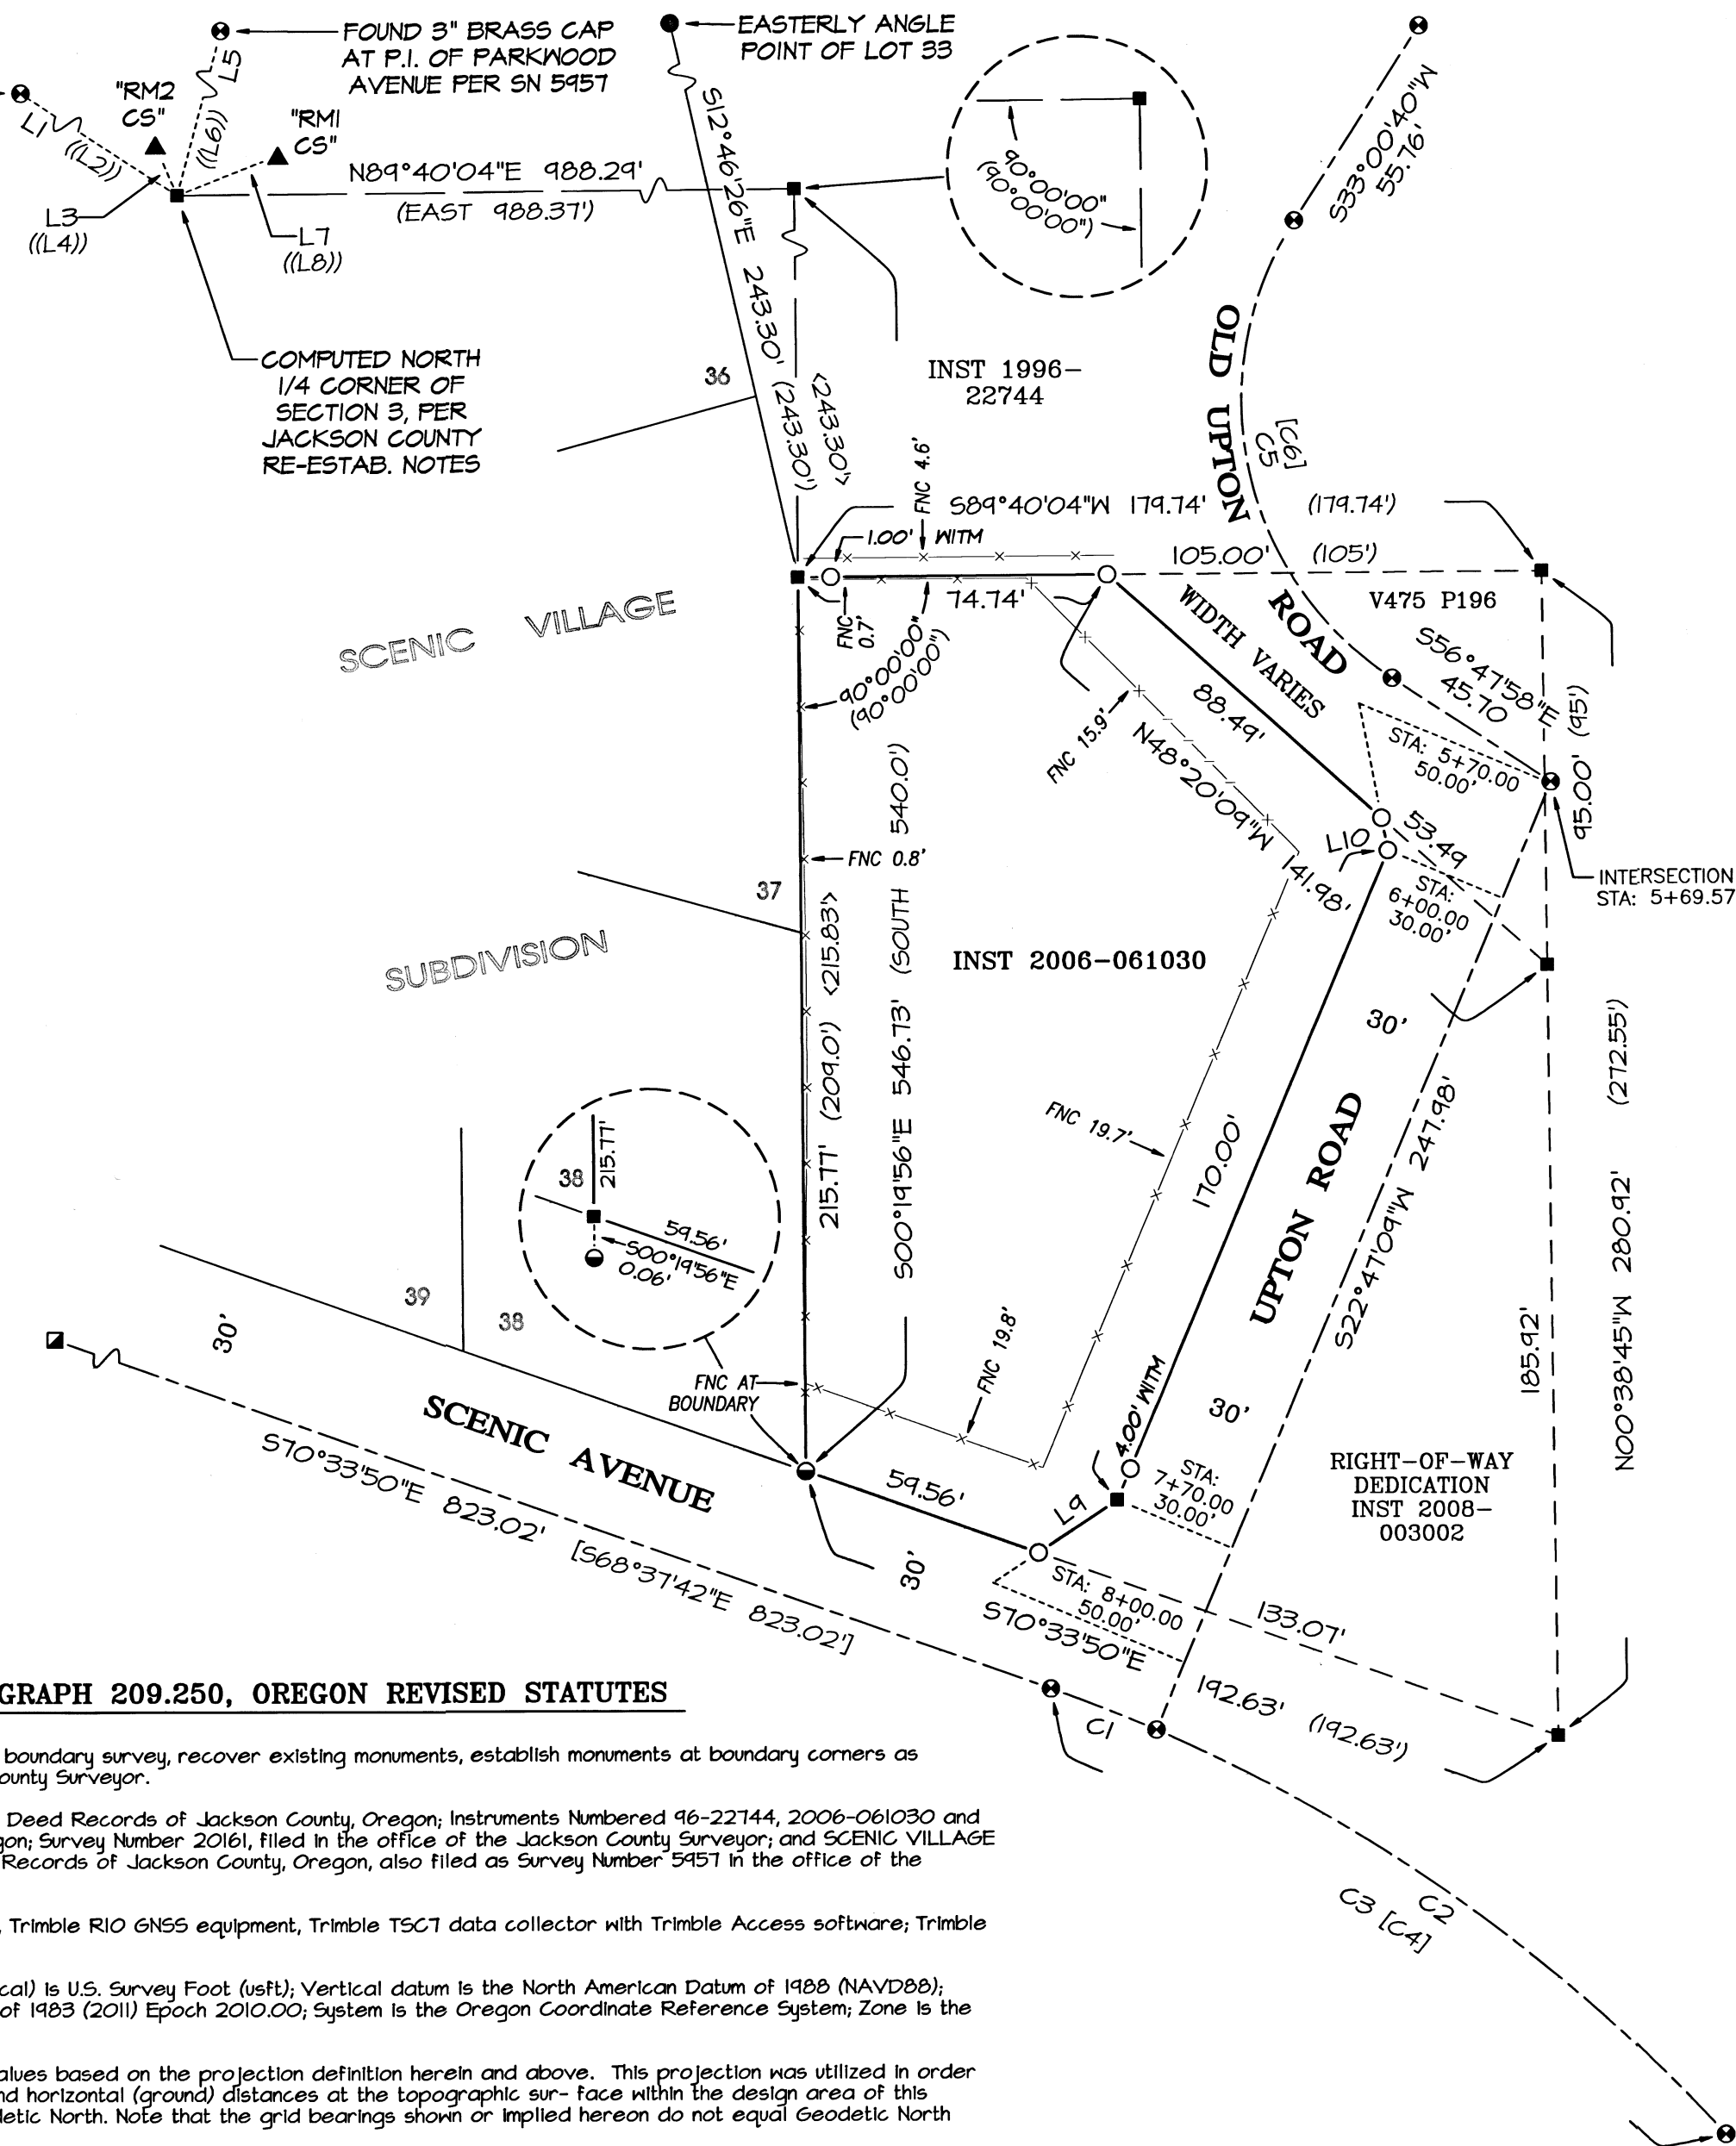 FOUND 3" BRASS CAP
AT P.I. OF PARKWOOD
AVENUE PER SN 5957
EASTERLY ANGLE
POINT OF LOT 33
L5
"RM2
CS"
"RM1
CS"
L1
((L2))
((L6))
L3
((L4))
L7
((L8))
N89°40'04"E 988.29'
(EAST 988.37')
90°00'00"
(90°00'00")
S33°00'40"W
55.76'
S12°46'26"E 243.30' (243.30')
<243.30'>
COMPUTED NORTH
1/4 CORNER OF
SECTION 3, PER
JACKSON COUNTY
RE-ESTAB. NOTES
36
INST 1996-
22744
OLD UPTON
ROAD
WIDTH VARIES
[C6]
C5
FNC 4.6'
S89°40'04"W 179.74' (179.74')
1.00' WITM
105.00' (105')
74.74'
FNC
0.7'
90°00'00"
(90°00'00")
V475 P196
SCENIC VILLAGE
SUBDIVISION
S56°47'58"E
45.70
88.49'
FNC 15.9'
N48°20'09"W 141.98'
STA: 5+70.00
50.00'
95.00' (95')
53.49
L10
INTERSECTION
STA: 5+69.57
STA:
6+00.00
30.00'
FNC 0.8'
37
INST 2006-061030
215.77' (209.0') <215.83'>
S00°19'56"E 546.13' (SOUTH 540.0')
30'
(272.55')
N00°38'45"W 280.92'
185.92'
FNC 19.7'
170.00'
UPTON ROAD
S22°47'09"W 247.98'
38
215.77'
59.56'
S00°19'56"E
0.06'
39
38
30'
FNC AT
BOUNDARY
FNC 19.8'
4.00' WITM
30'
SCENIC AVENUE
S70°33'50"E 823.02' [S68°37'42"E 823.02']
59.56'
L9
STA:
7+70.00
30.00'
RIGHT-OF-WAY
DEDICATION
INST 2008-
003002
30'
STA: 8+00.00
50.00'
133.07'
S70°33'50"E
192.63' (192.63')
C1
C2
C3 [C4]
GRAPH 209.250, OREGON REVISED STATUTES
boundary survey, recover existing monuments, establish monuments at boundary corners as
ounty Surveyor.
Deed Records of Jackson County, Oregon; Instruments Numbered 96-22744, 2006-061030 and
gon; Survey Number 20161, filed in the office of the Jackson County Surveyor; and SCENIC VILLAGE
Records of Jackson County, Oregon, also filed as Survey Number 5957 in the office of the
, Trimble R10 GNSS equipment, Trimble TSC7 data collector with Trimble Access software; Trimble
cal) is U.S. Survey Foot (usft); Vertical datum is the North American Datum of 1988 (NAVD88);
of 1983 (2011) Epoch 2010.00; System is the Oregon Coordinate Reference System; Zone is the
alues based on the projection definition herein and above. This projection was utilized in order
nd horizontal (ground) distances at the topographic sur- face within the design area of this
detic North. Note that the grid bearings shown or implied hereon do not equal Geodetic North